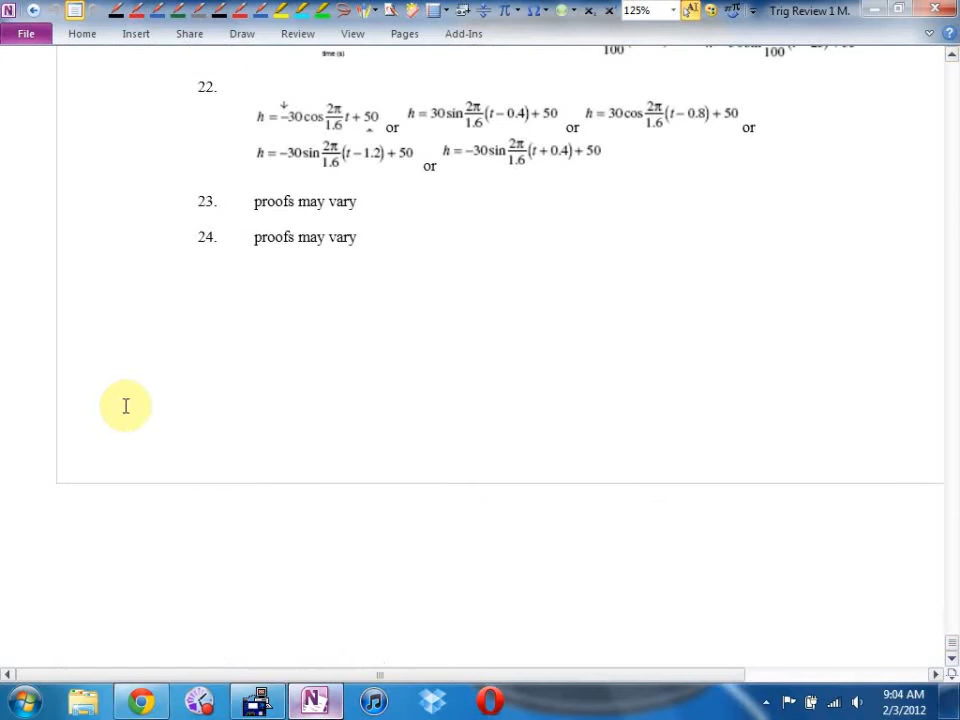 125% Trig Review 1 M.
File Home Insert Share Draw Review View Pages Add-Ins
time (s) 100 100
22.
h = -30cos 2π/1.6 t + 50 or h = 30sin 2π/1.6 (t - 0.4) + 50 or h = 30cos 2π/1.6 (t - 0.8) + 50 or
h = -30sin 2π/1.6 (t - 1.2) + 50 or h = -30sin 2π/1.6 (t + 0.4) + 50
23. proofs may vary
24. proofs may vary
9:04 AM
2/3/2012